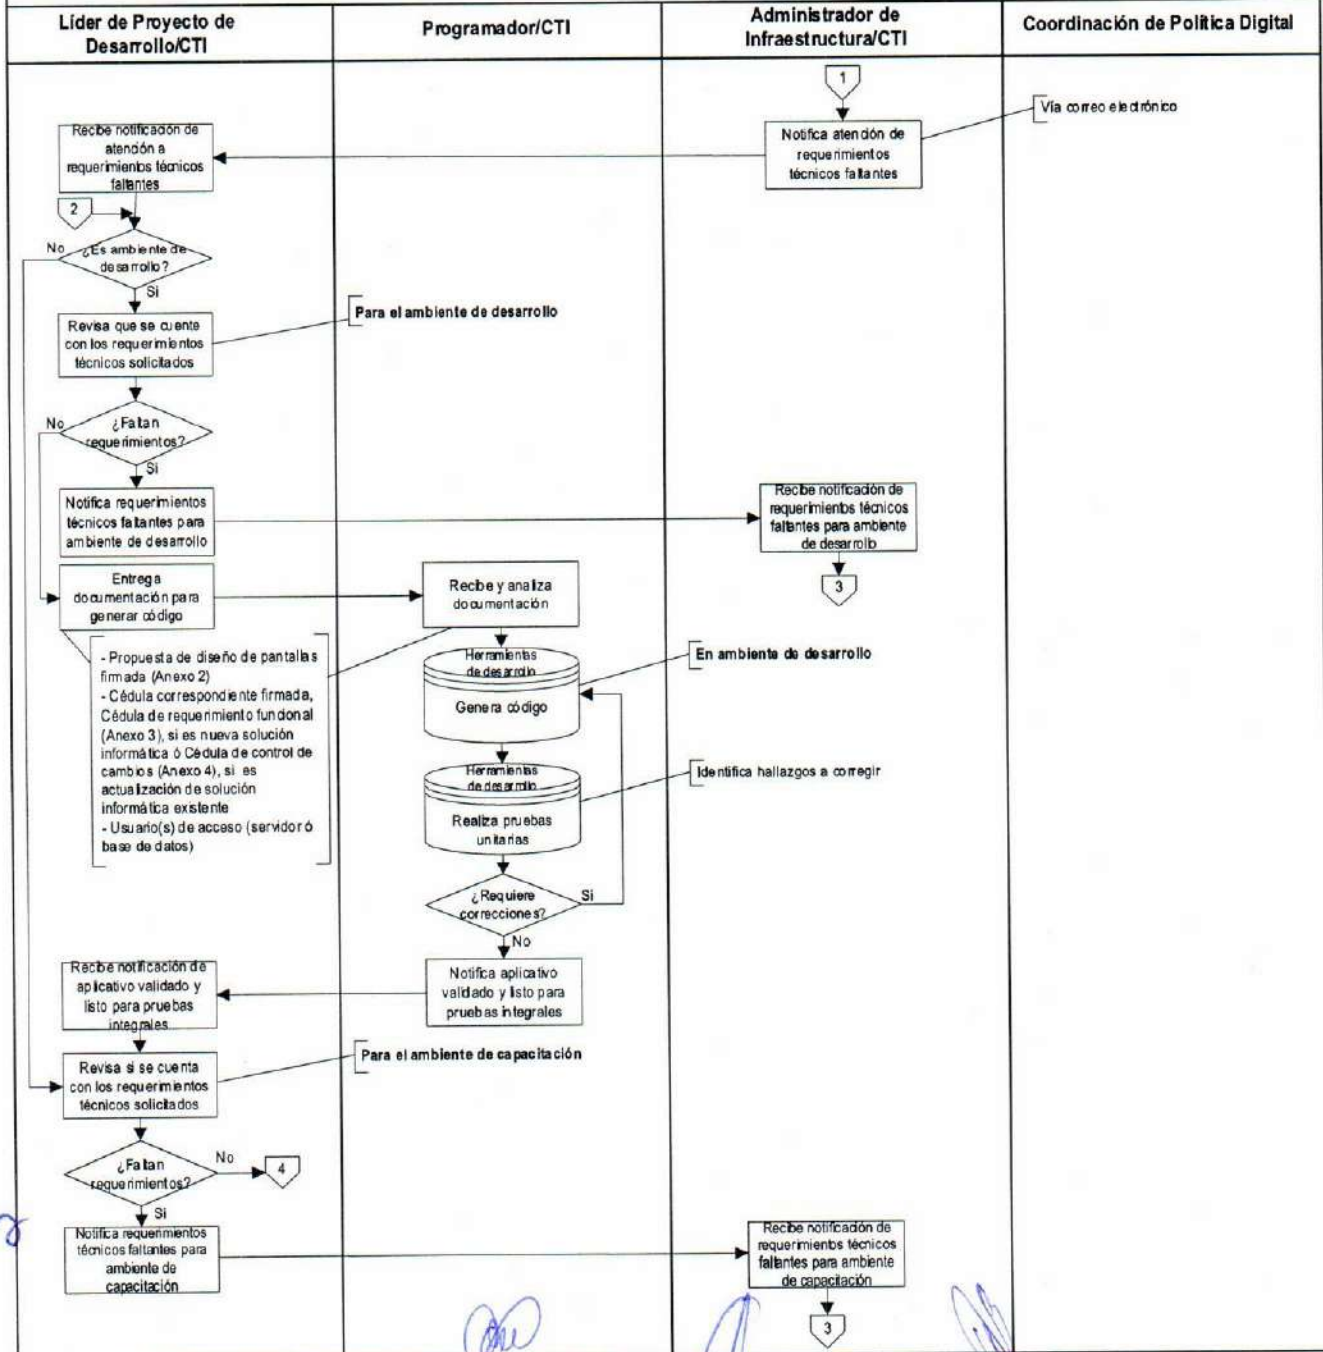 Líder de Proyecto de
Desarrollo/CTI
Programador/CTI
Administrador de
Infraestructura/CTI
Coordinación de Política Digital
1
Vía correo electrónico
Notifica atención de
requerimientos
técnicos faltantes
Recibe notificación de
atención a
requerimientos técnicos
faltantes
2
No
¿Es ambiente de
desarrollo?
Si
Para el ambiente de desarrollo
Revisa que se cuente
con los requerimientos
técnicos solicitados
No
¿Faltan
requerimientos?
Si
Notifica requerimientos
técnicos faltantes para
ambiente de desarrollo
Recibe notificación de
requerimientos técnicos
faltantes para ambiente
de desarrollo
3
Entrega
documentación para
generar código
Recibe y analiza
documentación
- Propuesta de diseño de pantallas
firmada (Anexo 2)
- Cédula correspondiente firmada,
Cédula de requerimiento funcional
(Anexo 3), si es nueva solución
informática ó Cédula de control de
cambios (Anexo 4), si es
actualización de solución
informática existente
- Usuario(s) de acceso (servidor ó
base de datos)
Herramientas
de desarrollo
Genera código
En ambiente de desarrollo
Herramientas
de desarrollo
Realiza pruebas
unitarias
Identifica hallazgos a corregir
¿Requiere
correcciones?
Si
No
Notifica aplicativo
validado y listo para
pruebas integrales
Recibe notificación de
aplicativo validado y
listo para pruebas
integrales
Para el ambiente de capacitación
Revisa si se cuenta
con los requerimientos
técnicos solicitados
¿Faltan
requerimientos?
No
4
Si
Notifica requerimientos
técnicos faltantes para
ambiente de
capacitación
Recibe notificación de
requerimientos técnicos
faltantes para ambiente
de capacitación
3